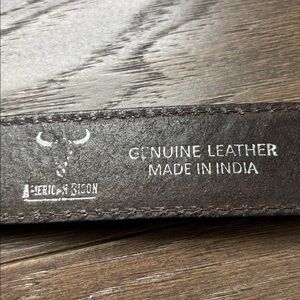 AMERICAN BISON
GENUINE LEATHER
MADE IN INDIA